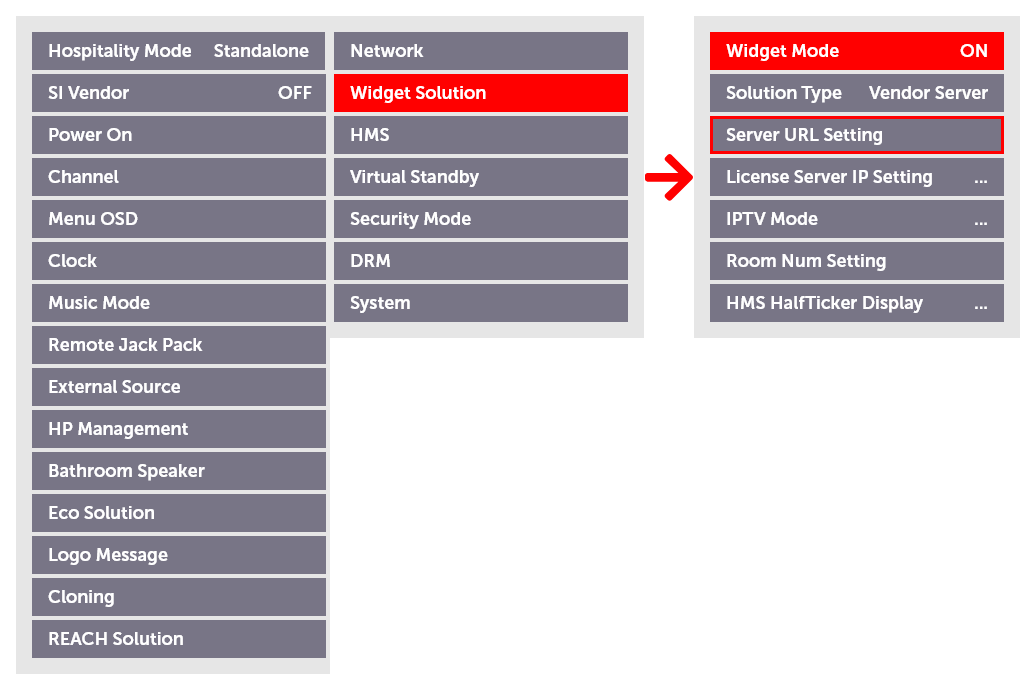 Hospitality Mode Standalone
SI Vendor OFF
Power On
Channel
Menu OSD
Clock
Music Mode
Remote Jack Pack
External Source
HP Management
Bathroom Speaker
Eco Solution
Logo Message
Cloning
REACH Solution
Network
Widget Solution
HMS
Virtual Standby
Security Mode
DRM
System
Widget Mode ON
Solution Type Vendor Server
Server URL Setting
License Server IP Setting ...
IPTV Mode ...
Room Num Setting
HMS HalfTicker Display ...